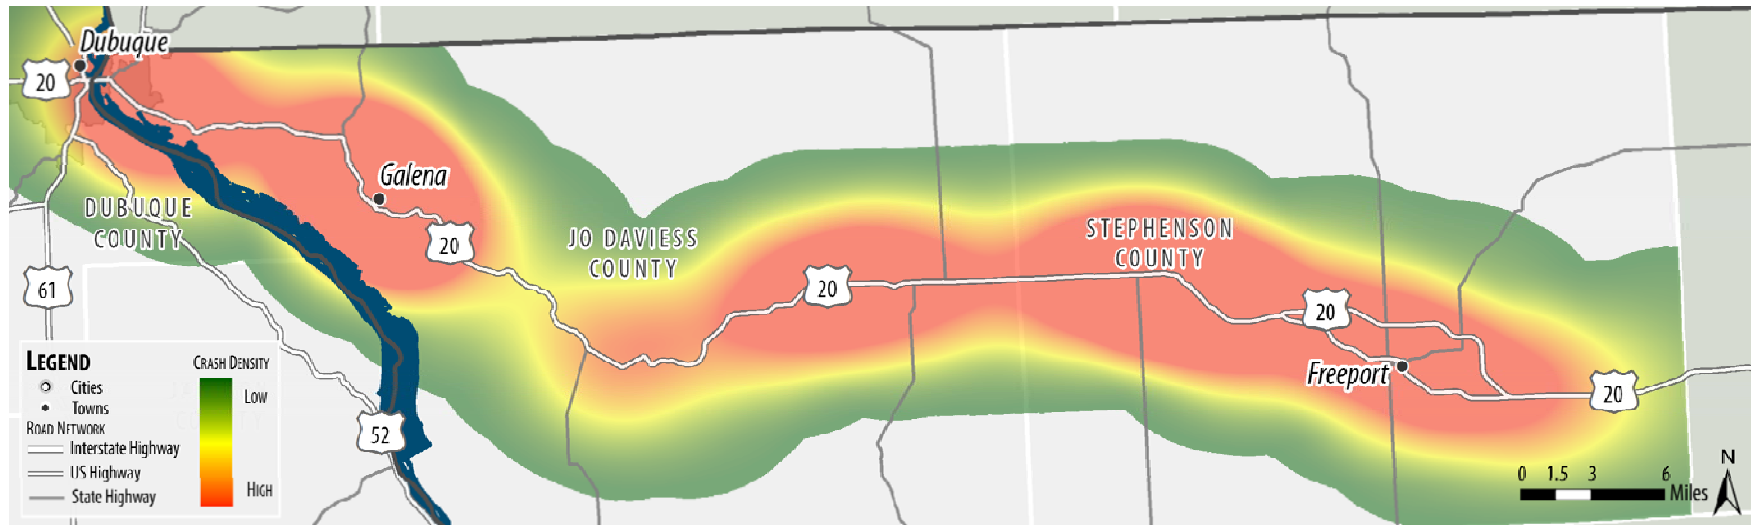 Dubuque
20
Galena
DUBUQUE
COUNTY
20
JO DAVIESS
COUNTY
STEPHENSON
COUNTY
61
20
20
Freeport
20
52
LEGEND
Cities
Towns
ROAD NETWORK
Interstate Highway
US Highway
State Highway
CRASH DENSITY
LOW
HIGH
0 1.5 3 6
Miles
N